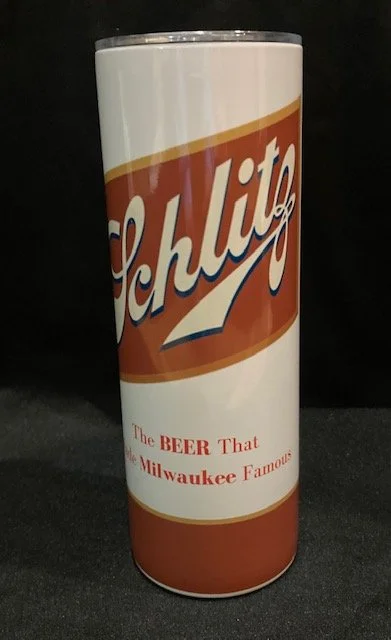 Schlitz
The BEER That
Milwaukee Famous